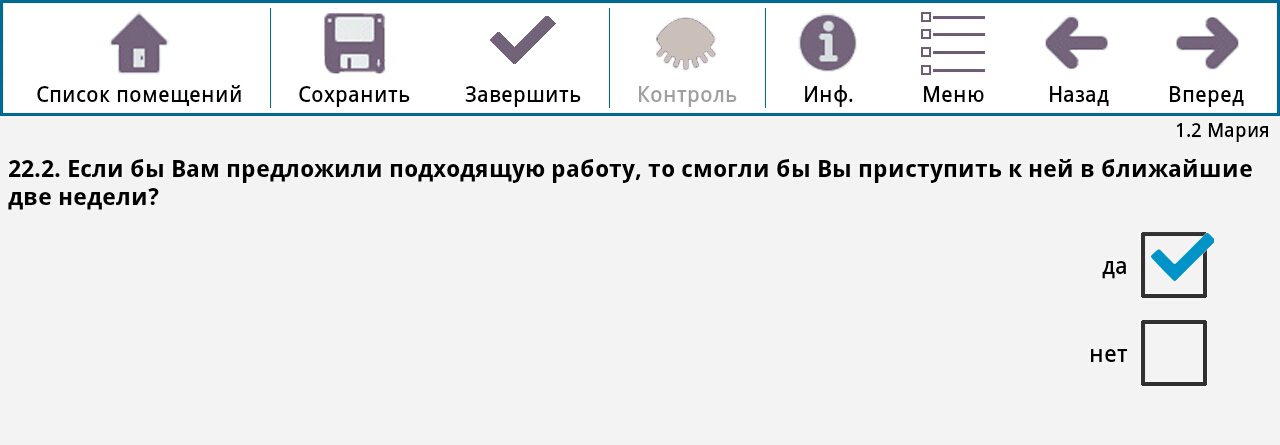 Список помещений
Сохранить
Завершить
Контроль
Инф.
Меню
Назад
Вперед
1.2 Мария
22.2. Если бы Вам предложили подходящую работу, то смогли бы Вы приступить к ней в ближайшие
две недели?
да
нет